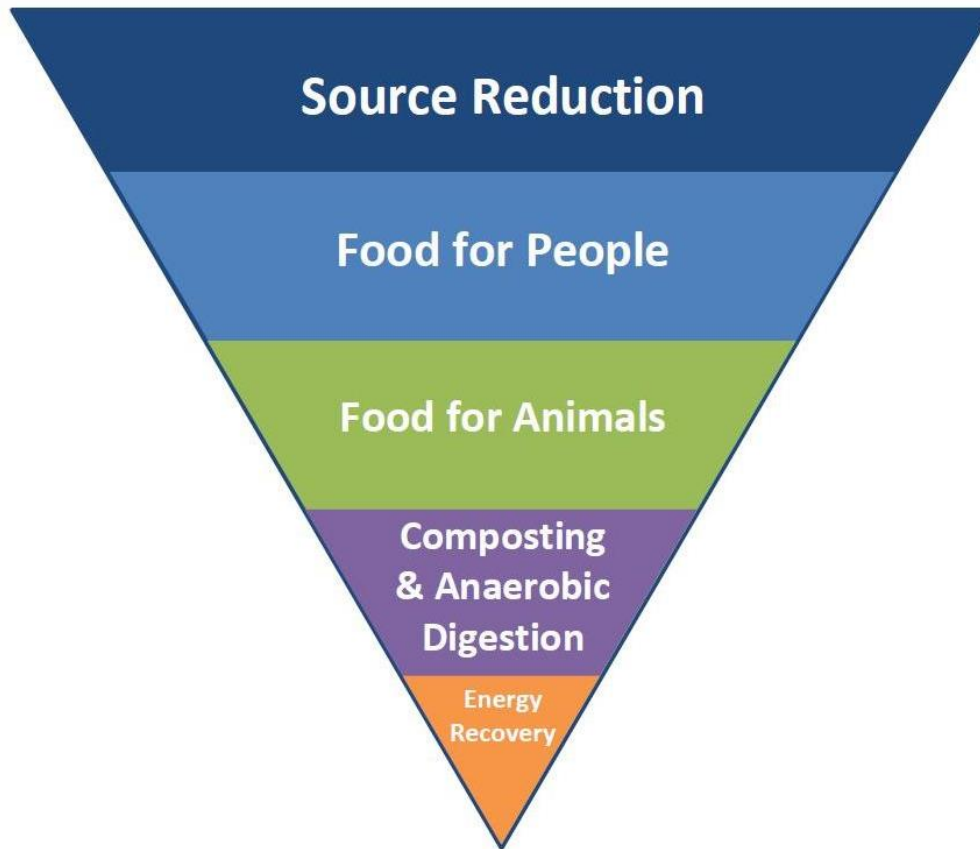 Source Reduction
Food for People
Food for Animals
Composting
& Anaerobic
Digestion
Energy
Recovery